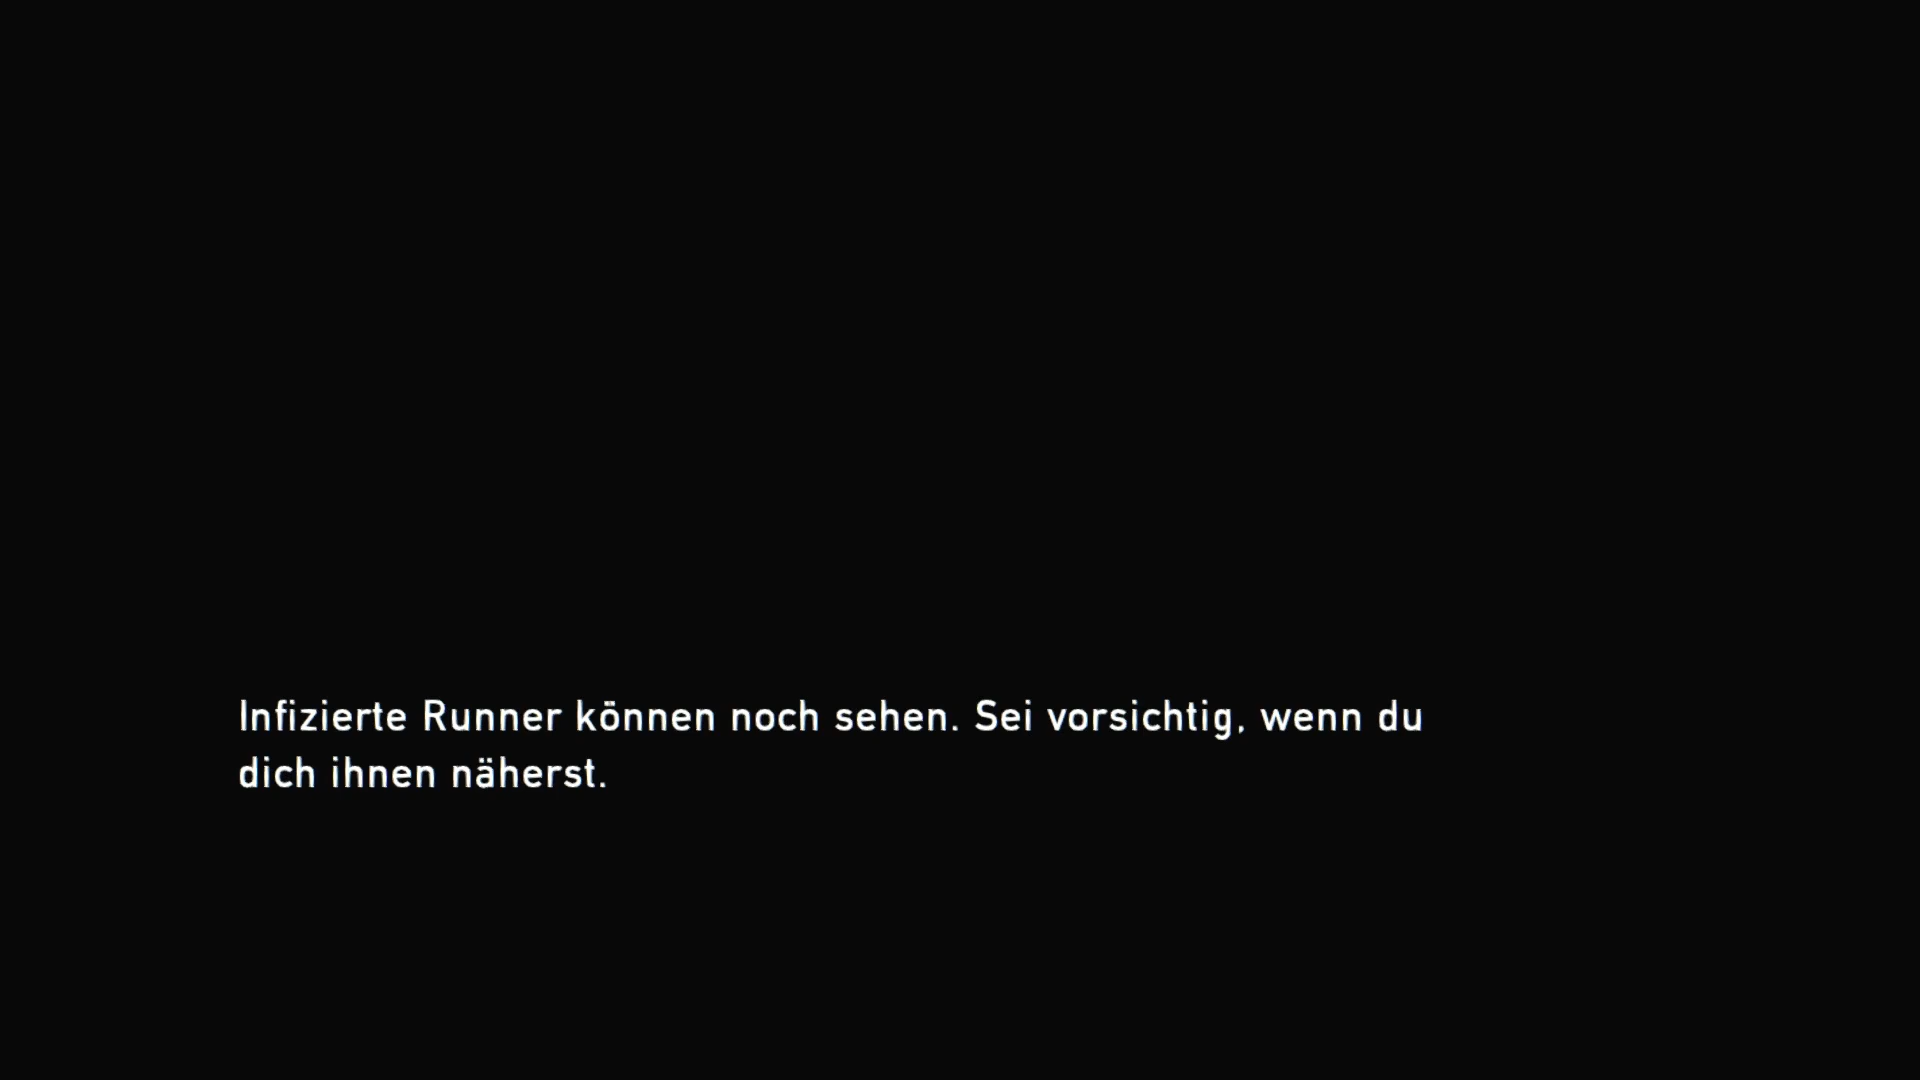 Infizierte Runner können noch sehen. Sei vorsichtig, wenn du
dich ihnen näherst.